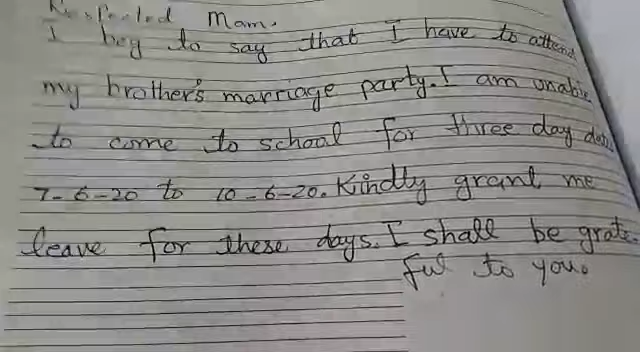 Respected Mam.
I beg to say that I have to attend
my brother's marriage party. I am unable
to come to school for three day
7-6-20 to 10-6-20. Kindly grant me
leave for these days. I shall be grate-
ful to you.